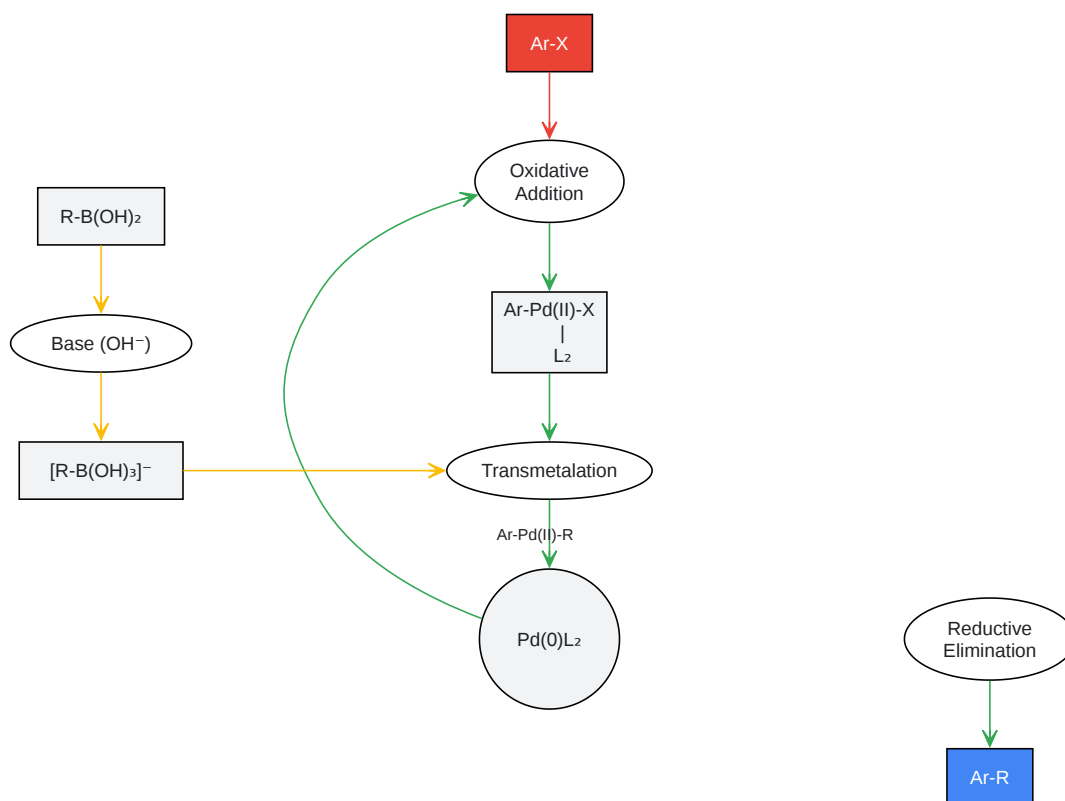 Ar-X
Oxidative
Addition
R-B(OH)₂
Ar-Pd(II)-X
|
L₂
Base (OH⁻)
[R-B(OH)₃]⁻
Transmetalation
Ar-Pd(II)-R
Pd(0)L₂
Reductive
Elimination
Ar-R